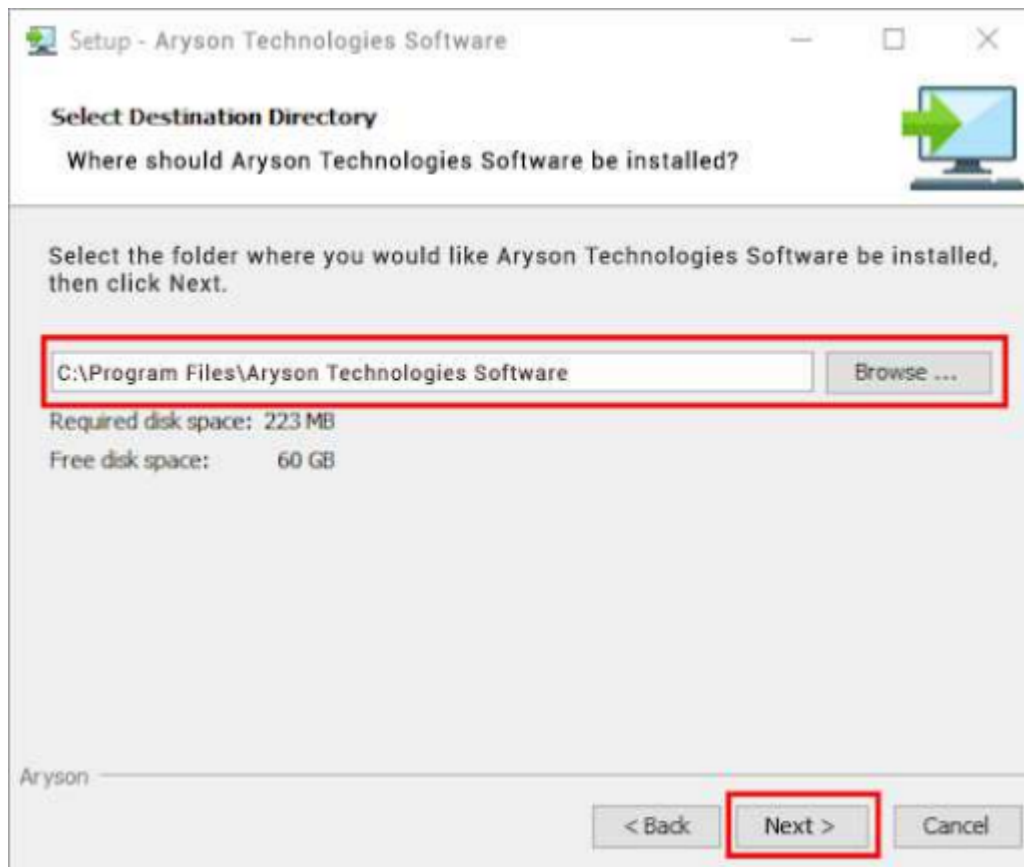 Setup - Aryson Technologies Software
Select Destination Directory
Where should Aryson Technologies Software be installed?
Select the folder where you would like Aryson Technologies Software be installed,
then click Next.
C:\Program Files\Aryson Technologies Software
Browse ...
Required disk space: 223 MB
Free disk space: 60 GB
Aryson
< Back Next > Cancel